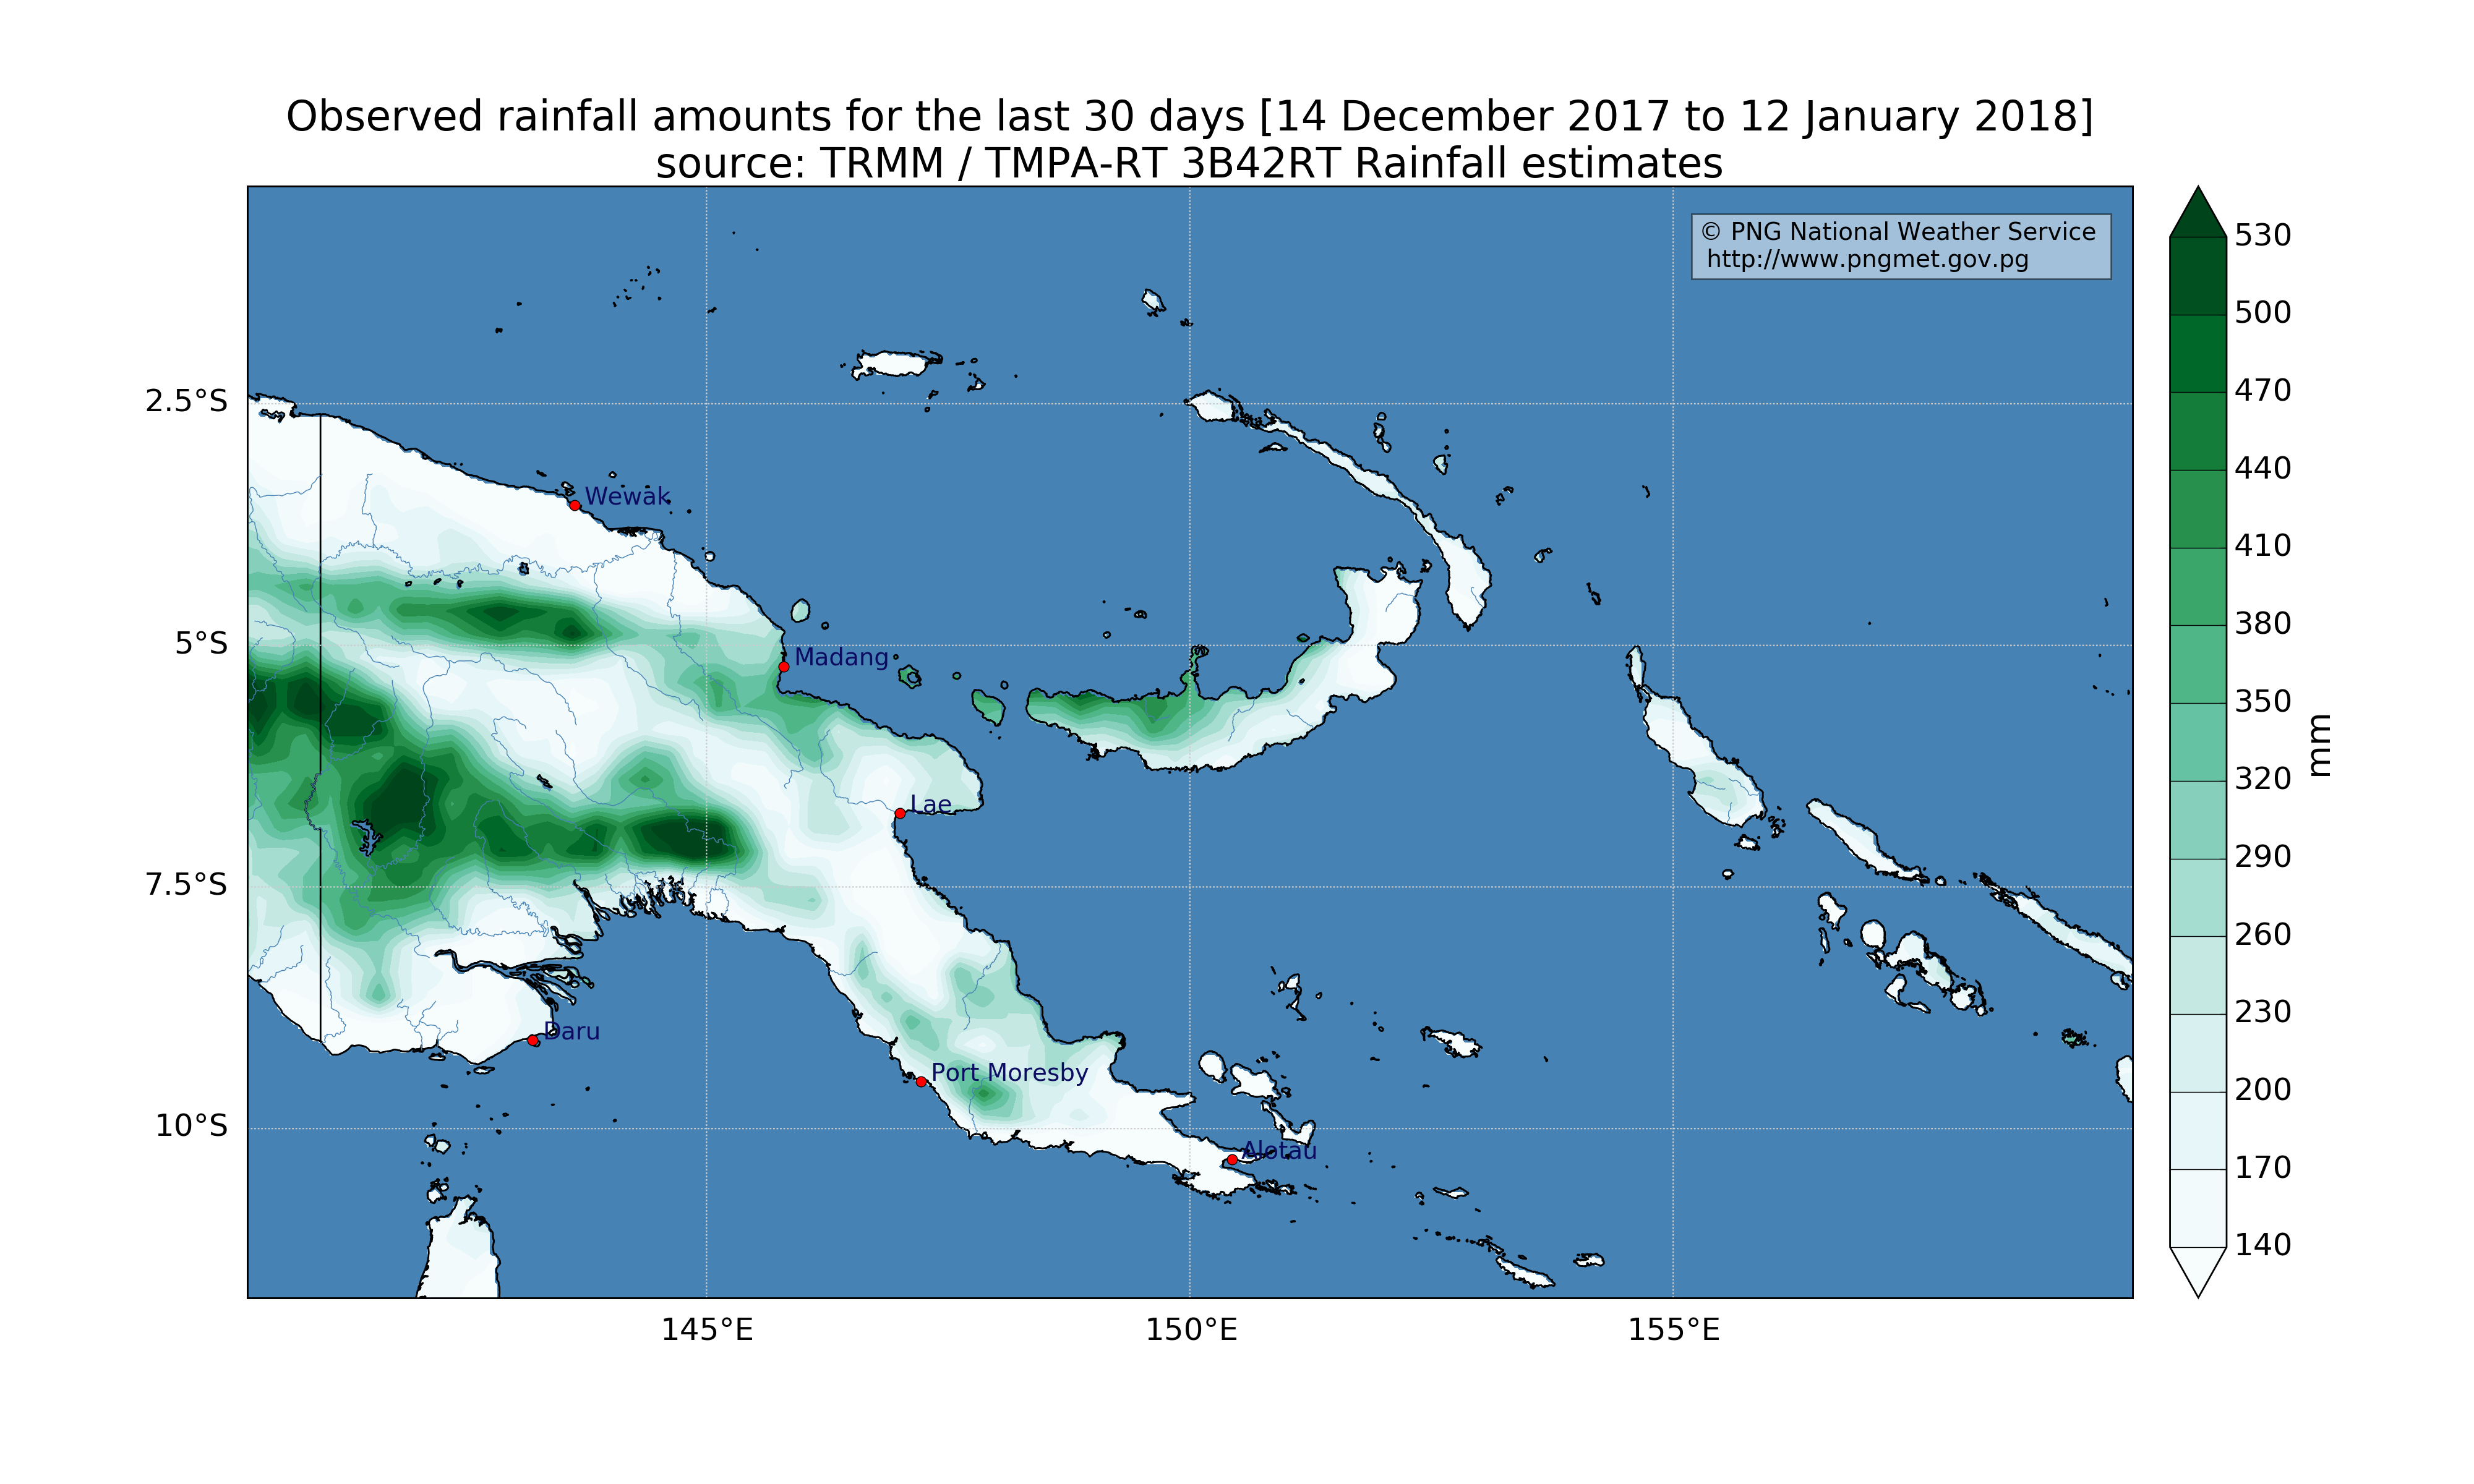 Observed rainfall amounts for the last 30 days [14 December 2017 to 12 January 2018]
source: TRMM / TMPA-RT 3B42RT Rainfall estimates
© PNG National Weather Service
http://www.pngmet.gov.pg
530
500
470
440
410
380
350
320
290
260
230
200
170
140
mm
2.5°S
5°S
7.5°S
10°S
Wewak
Madang
Lae
Daru
Port Moresby
Alotau
145°E
150°E
155°E